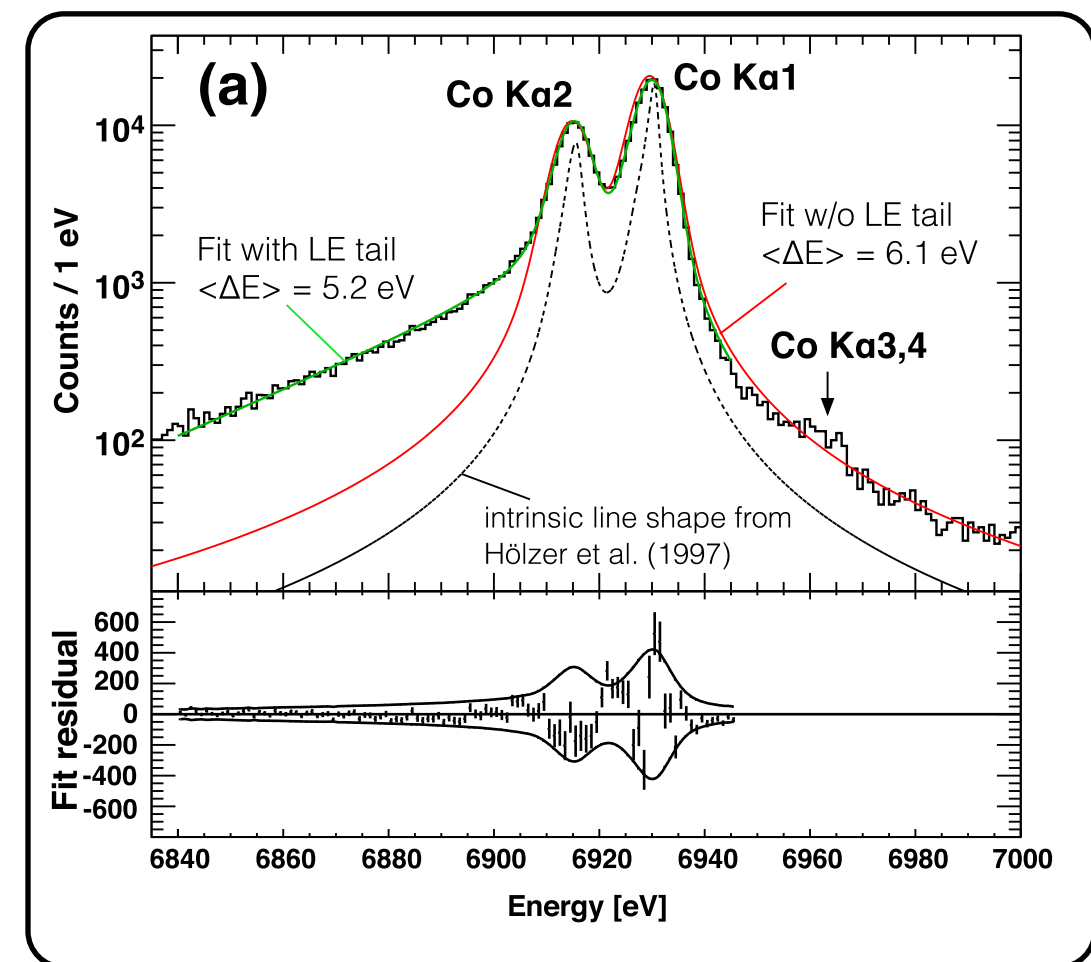 (a)
Co Kα2
Co Kα1
10⁴
10³
10²
Counts / 1 eV
Fit with LE tail
<ΔE> = 5.2 eV
Fit w/o LE tail
<ΔE> = 6.1 eV
Co Kα3,4
intrinsic line shape from
Hölzer et al. (1997)
600
400
200
0
-200
-400
-600
Fit residual
6840 6860 6880 6900 6920 6940 6960 6980 7000
Energy [eV]